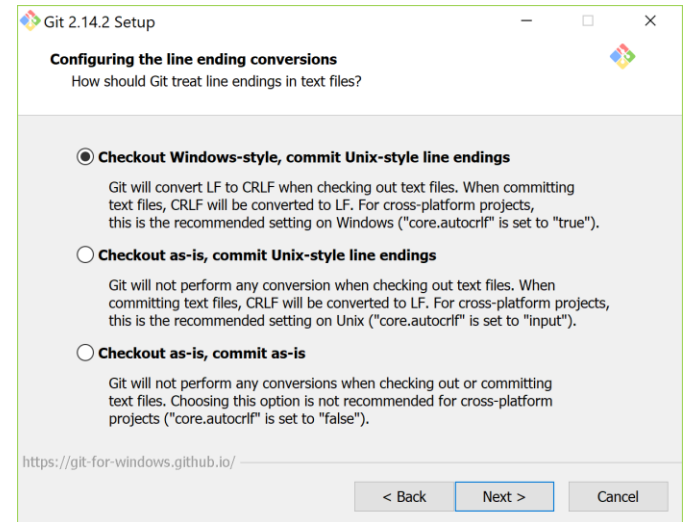 Git 2.14.2 Setup
Configuring the line ending conversions
How should Git treat line endings in text files?
Checkout Windows-style, commit Unix-style line endings
Git will convert LF to CRLF when checking out text files. When committing
text files, CRLF will be converted to LF. For cross-platform projects,
this is the recommended setting on Windows ("core.autocrlf" is set to "true").
Checkout as-is, commit Unix-style line endings
Git will not perform any conversion when checking out text files. When
committing text files, CRLF will be converted to LF. For cross-platform projects,
this is the recommended setting on Unix ("core.autocrlf" is set to "input").
Checkout as-is, commit as-is
Git will not perform any conversions when checking out or committing
text files. Choosing this option is not recommended for cross-platform
projects ("core.autocrlf" is set to "false").
https://git-for-windows.github.io/
< Back Next > Cancel